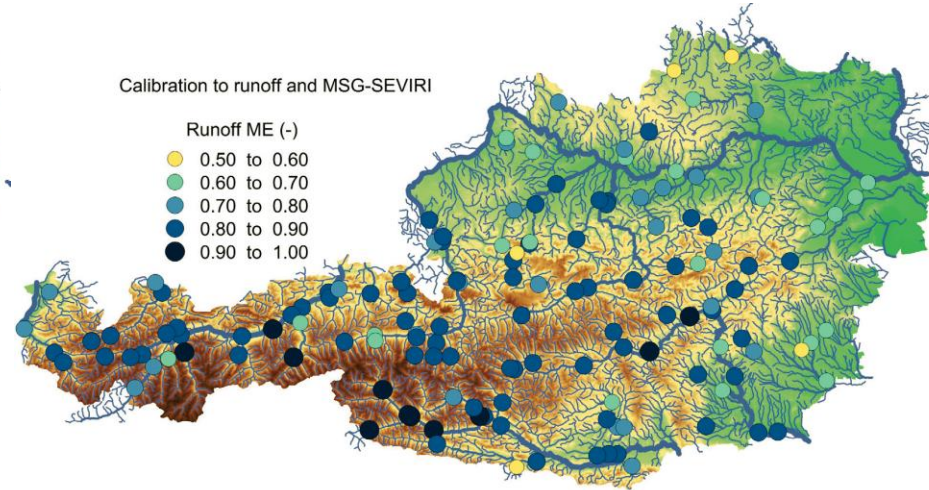 Calibration to runoff and MSG-SEVIRI
Runoff ME (-)
0.50 to 0.60
0.60 to 0.70
0.70 to 0.80
0.80 to 0.90
0.90 to 1.00